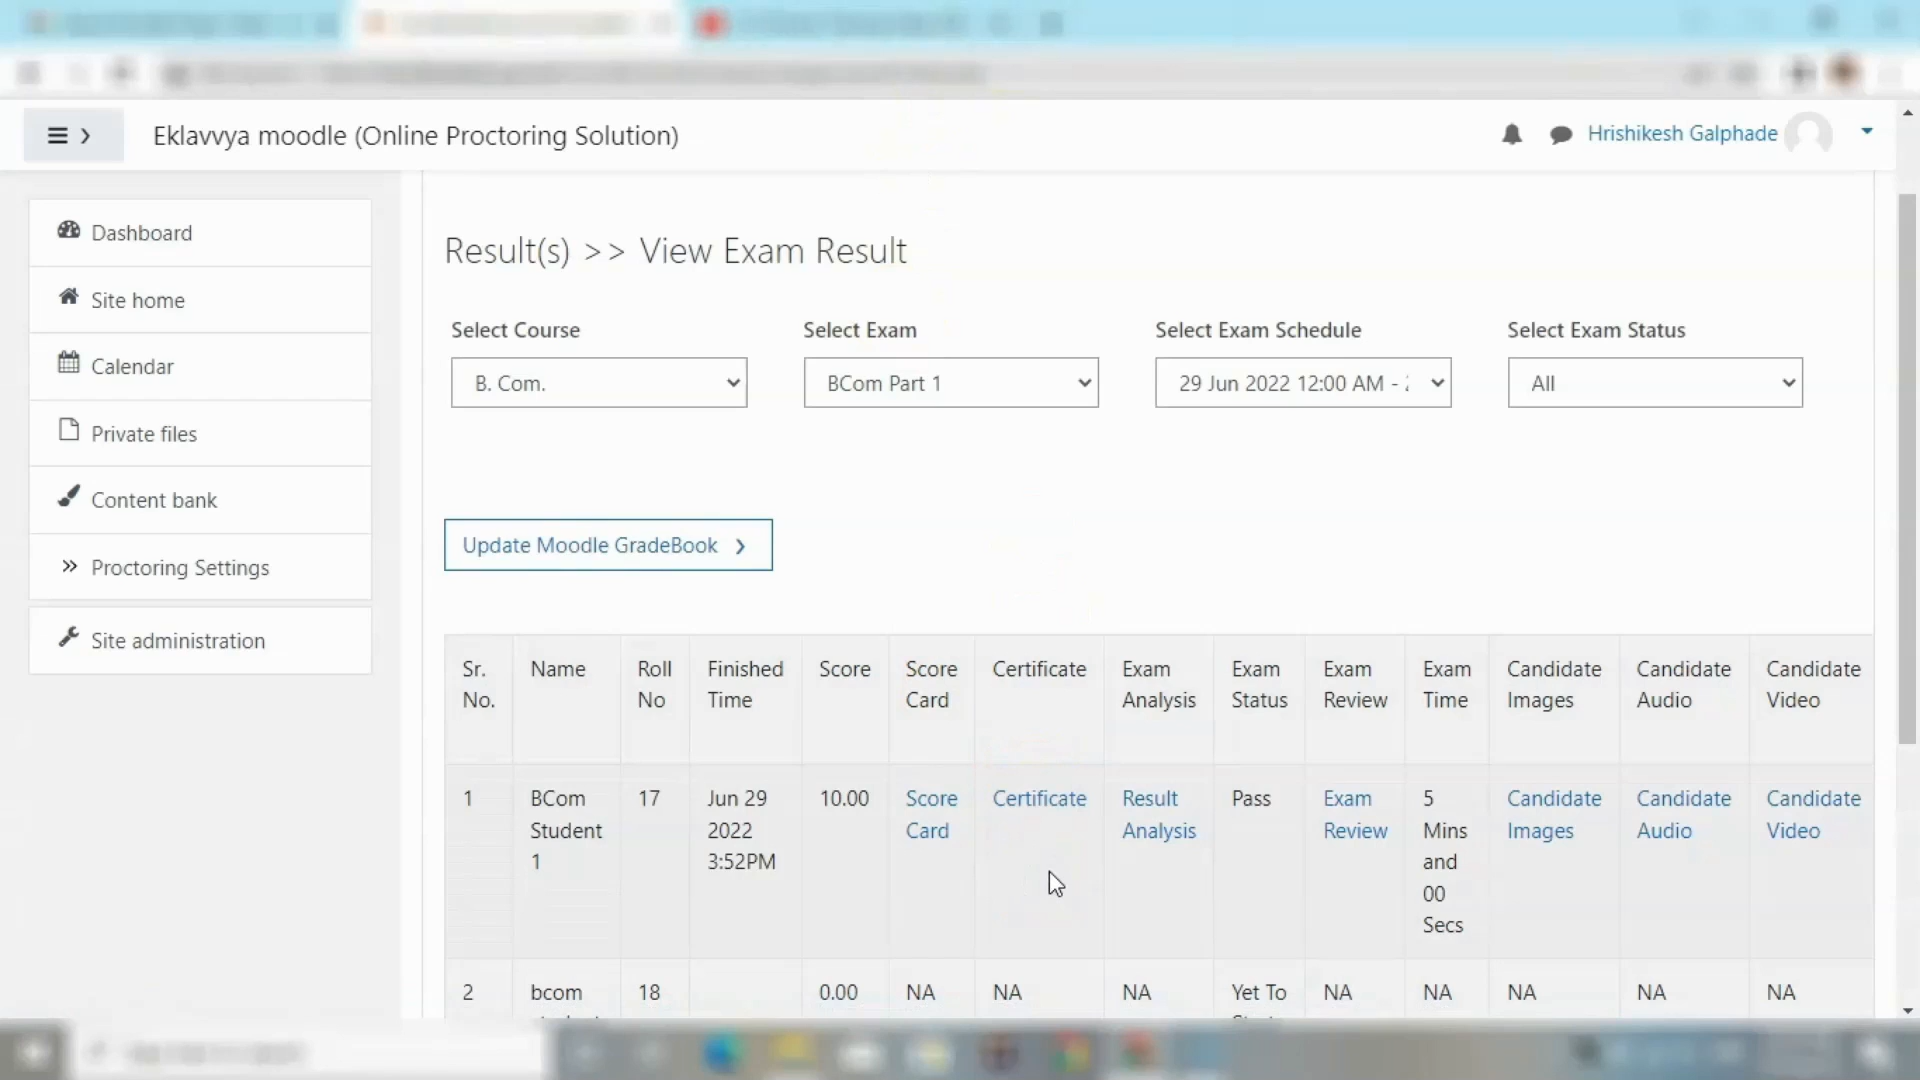 Eklavvya moodle (Online Proctoring Solution)
Hrishikesh Galphade
Dashboard
Site home
Calendar
Private files
Content bank
Proctoring Settings
Site administration
Result(s) >> View Exam Result
Select Course
Select Exam
Select Exam Schedule
Select Exam Status
B. Com.
BCom Part 1
29 Jun 2022 12:00 AM -
All
Update Moodle GradeBook
Sr. No.
Name
Roll No
Finished Time
Score
Score Card
Certificate
Exam Analysis
Exam Status
Exam Review
Exam Time
Candidate Images
Candidate Audio
Candidate Video
1
BCom Student 1
17
Jun 29 2022 3:52PM
10.00
Score Card
Certificate
Result Analysis
Pass
Exam Review
5 Mins and 00 Secs
Candidate Images
Candidate Audio
Candidate Video
2
bcom
18
0.00
NA
NA
NA
Yet To
NA
NA
NA
NA
NA